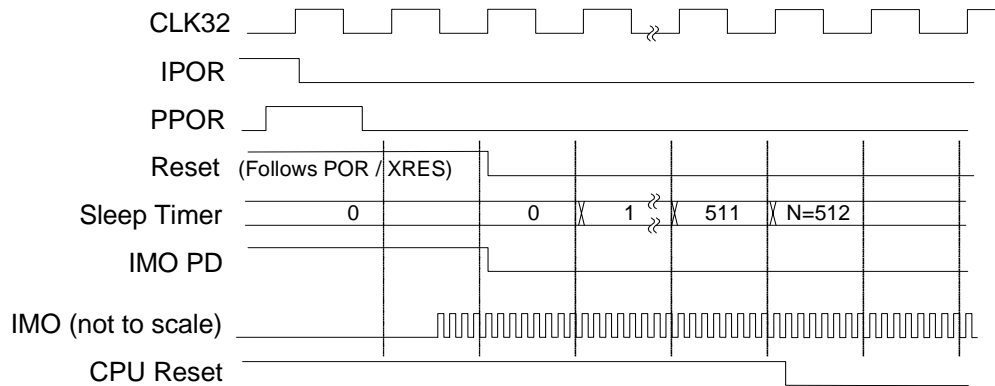 CLK32
IPOR
PPOR
Reset (Follows POR / XRES)
Sleep Timer 0 0 1 511 N=512
IMO PD
IMO (not to scale)
CPU Reset